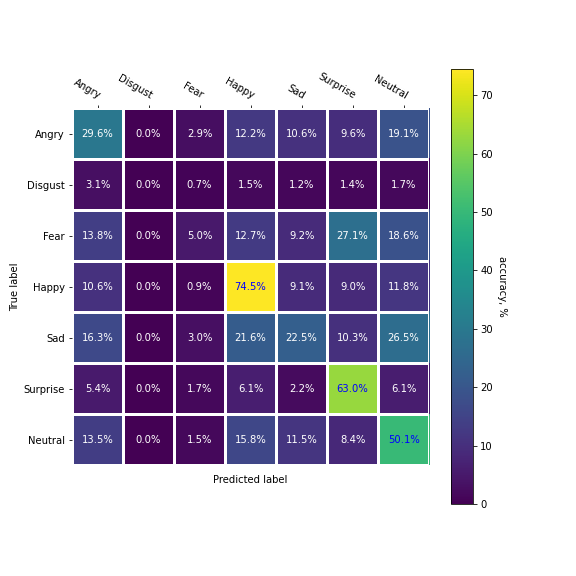 Angry Disgust Fear Happy Sad Surprise Neutral
Angry 29.6% 0.0% 2.9% 12.2% 10.6% 9.6% 19.1%
Disgust 3.1% 0.0% 0.7% 1.5% 1.2% 1.4% 1.7%
Fear 13.8% 0.0% 5.0% 12.7% 9.2% 27.1% 18.6%
Happy 10.6% 0.0% 0.9% 74.5% 9.1% 9.0% 11.8%
Sad 16.3% 0.0% 3.0% 21.6% 22.5% 10.3% 26.5%
Surprise 5.4% 0.0% 1.7% 6.1% 2.2% 63.0% 6.1%
Neutral 13.5% 0.0% 1.5% 15.8% 11.5% 8.4% 50.1%
True label
Predicted label
70
60
50
40
30
20
10
0
accuracy, %